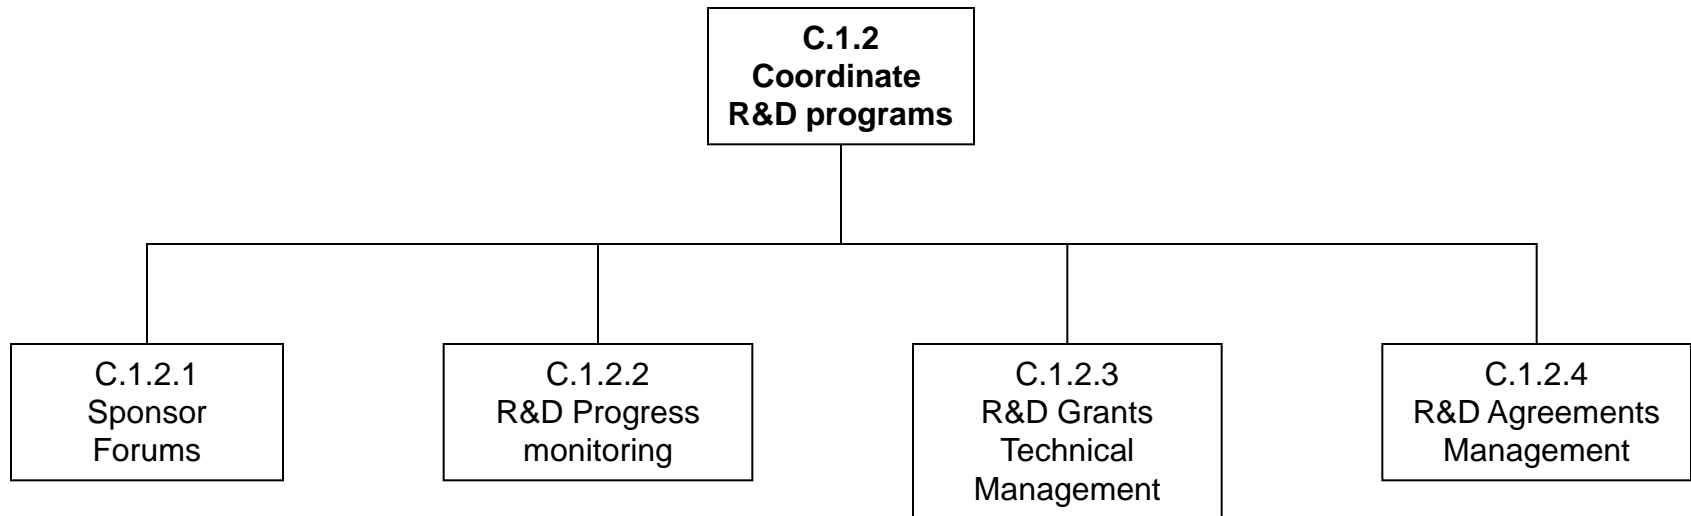 C.1.2
Coordinate
R&D programs
C.1.2.1
Sponsor
Forums
C.1.2.2
R&D Progress
monitoring
C.1.2.3
R&D Grants
Technical
Management
C.1.2.4
R&D Agreements
Management